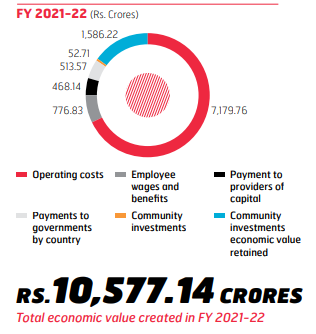 FY 2021-22 (Rs. Crores)
1,586.22
52.71
513.57
468.14
776.83
7,179.76
Operating costs
Employee
wages and
benefits
Payment to
providers of
capital
Payments to
governments
by country
Community
investments
Community
investments
economic value
retained
RS.10,577.14 CRORES
Total economic value created in FY 2021-22